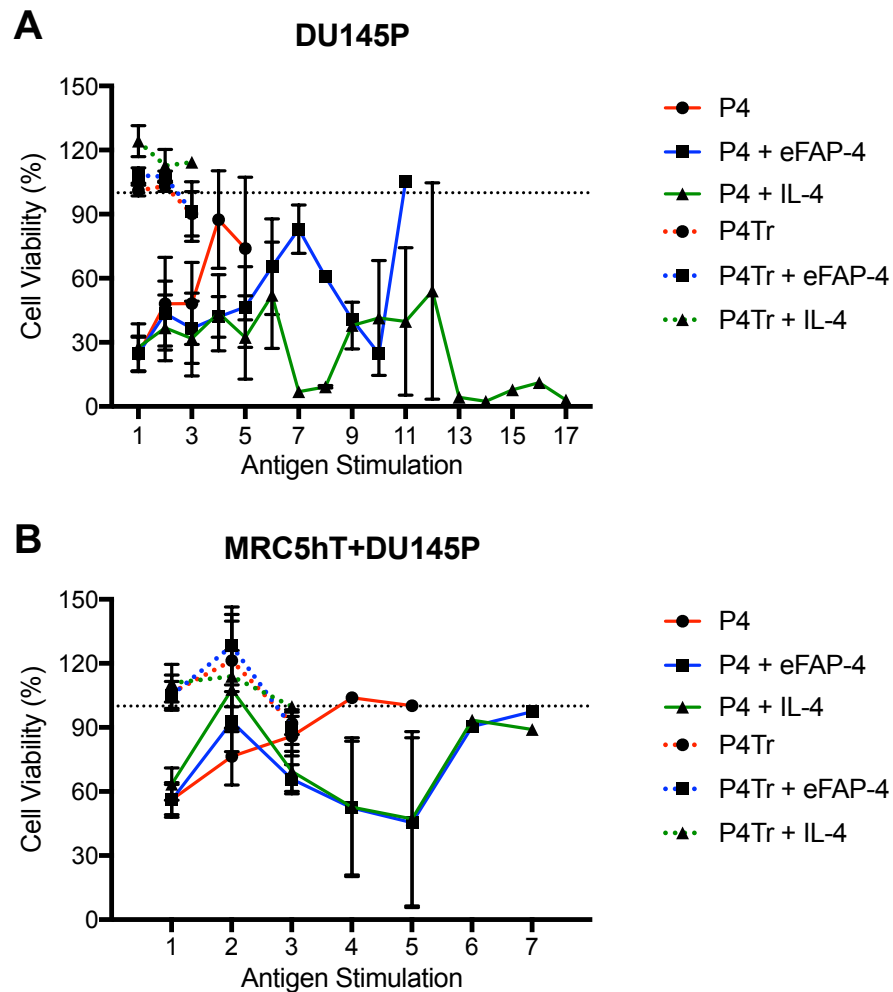 A
DU145P
Cell Viability (%)
150
120
90
60
30
0
1 3 5 7 9 11 13 15 17
Antigen Stimulation
P4
P4 + eFAP-4
P4 + IL-4
P4Tr
P4Tr + eFAP-4
P4Tr + IL-4
B
MRC5hT+DU145P
Cell Viability (%)
150
120
90
60
30
0
1 2 3 4 5 6 7
Antigen Stimulation
P4
P4 + eFAP-4
P4 + IL-4
P4Tr
P4Tr + eFAP-4
P4Tr + IL-4